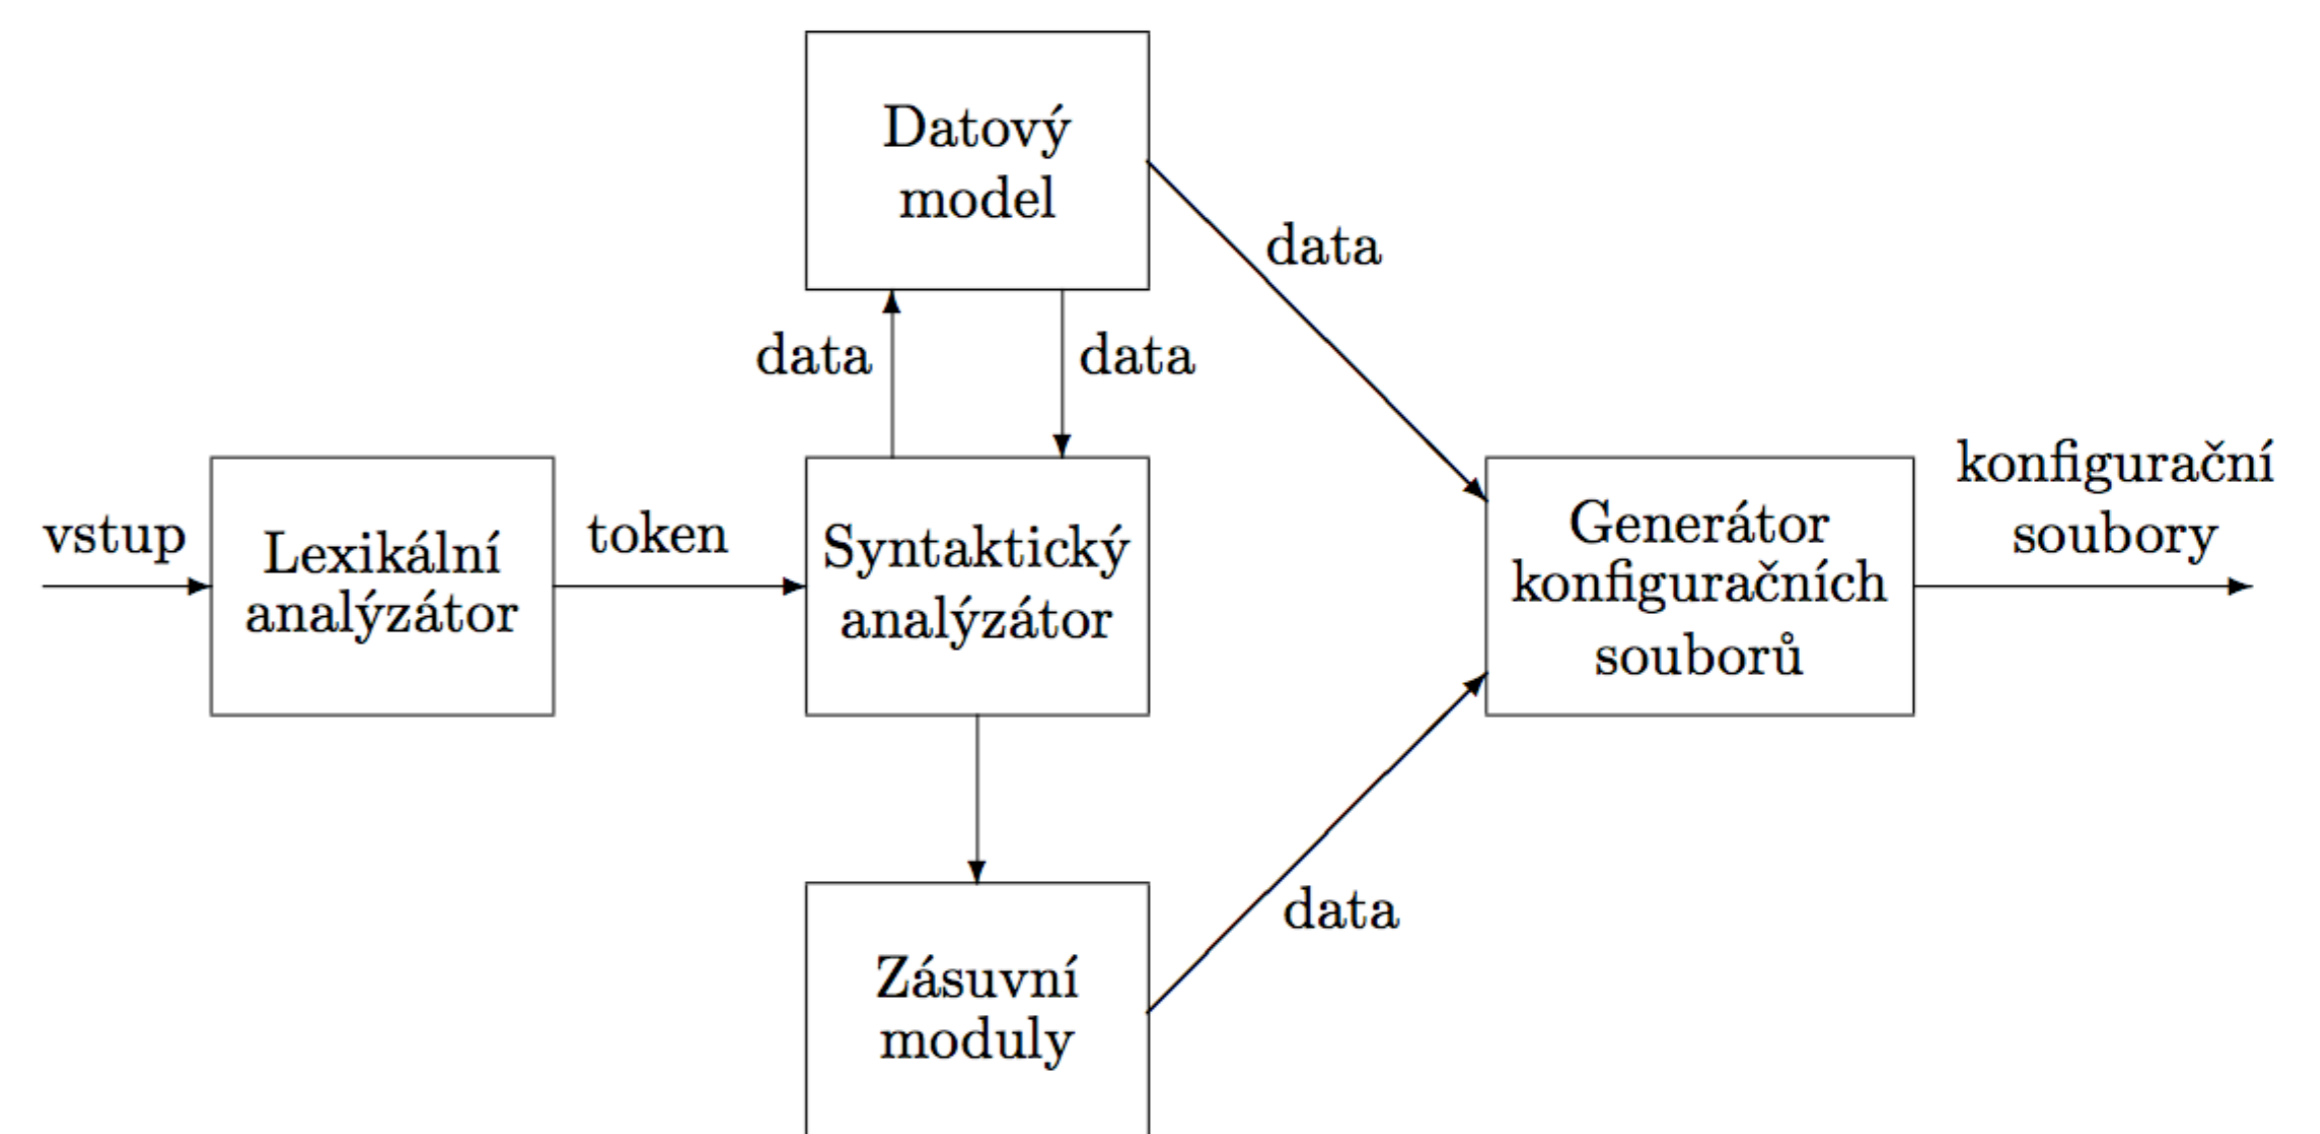 Datový
model
data
data
data
vstup
Lexikální
analýzátor
token
Syntaktický
analýzátor
Generátor
konfiguračních
souborů
konfigurační
soubory
data
Zásuvní
moduly